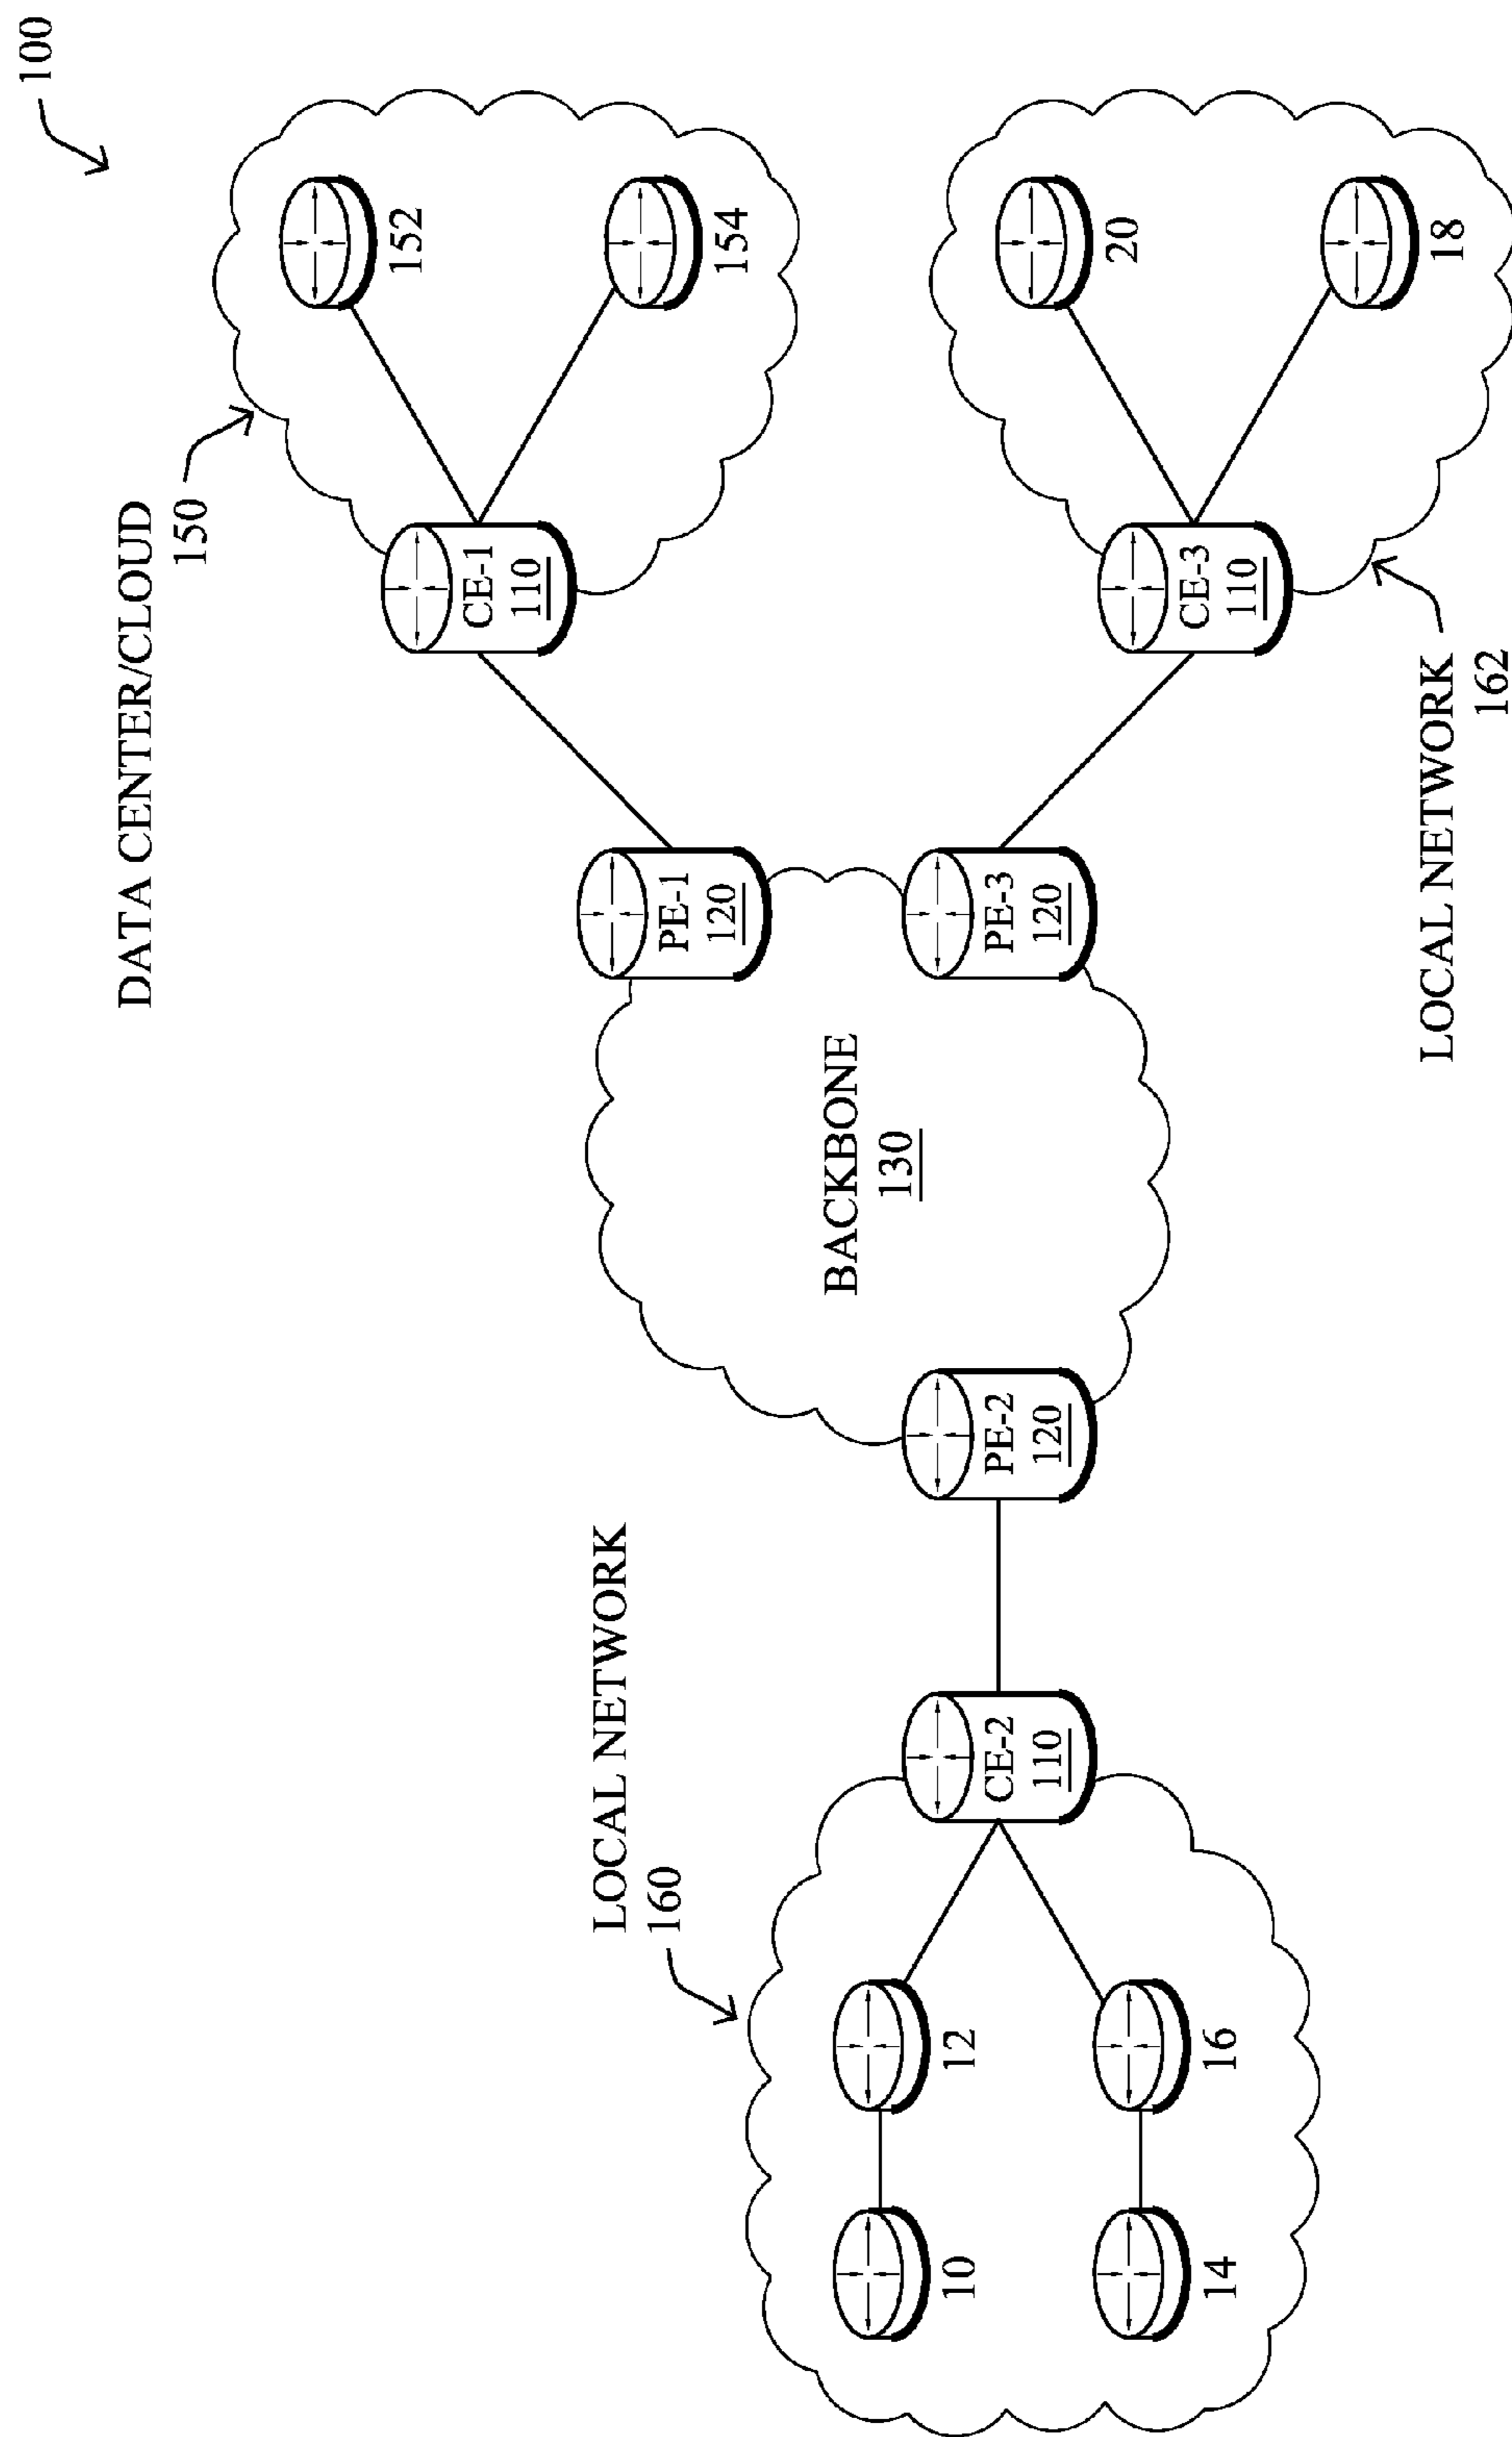 100
DATA CENTER/CLOUD
150
152
CE-1
110
154
PE-1
120
LOCAL NETWORK
160
BACKBONE
130
10
12
CE-2
110
PE-2
120
PE-3
120
CE-3
110
20
14
16
18
LOCAL NETWORK
162